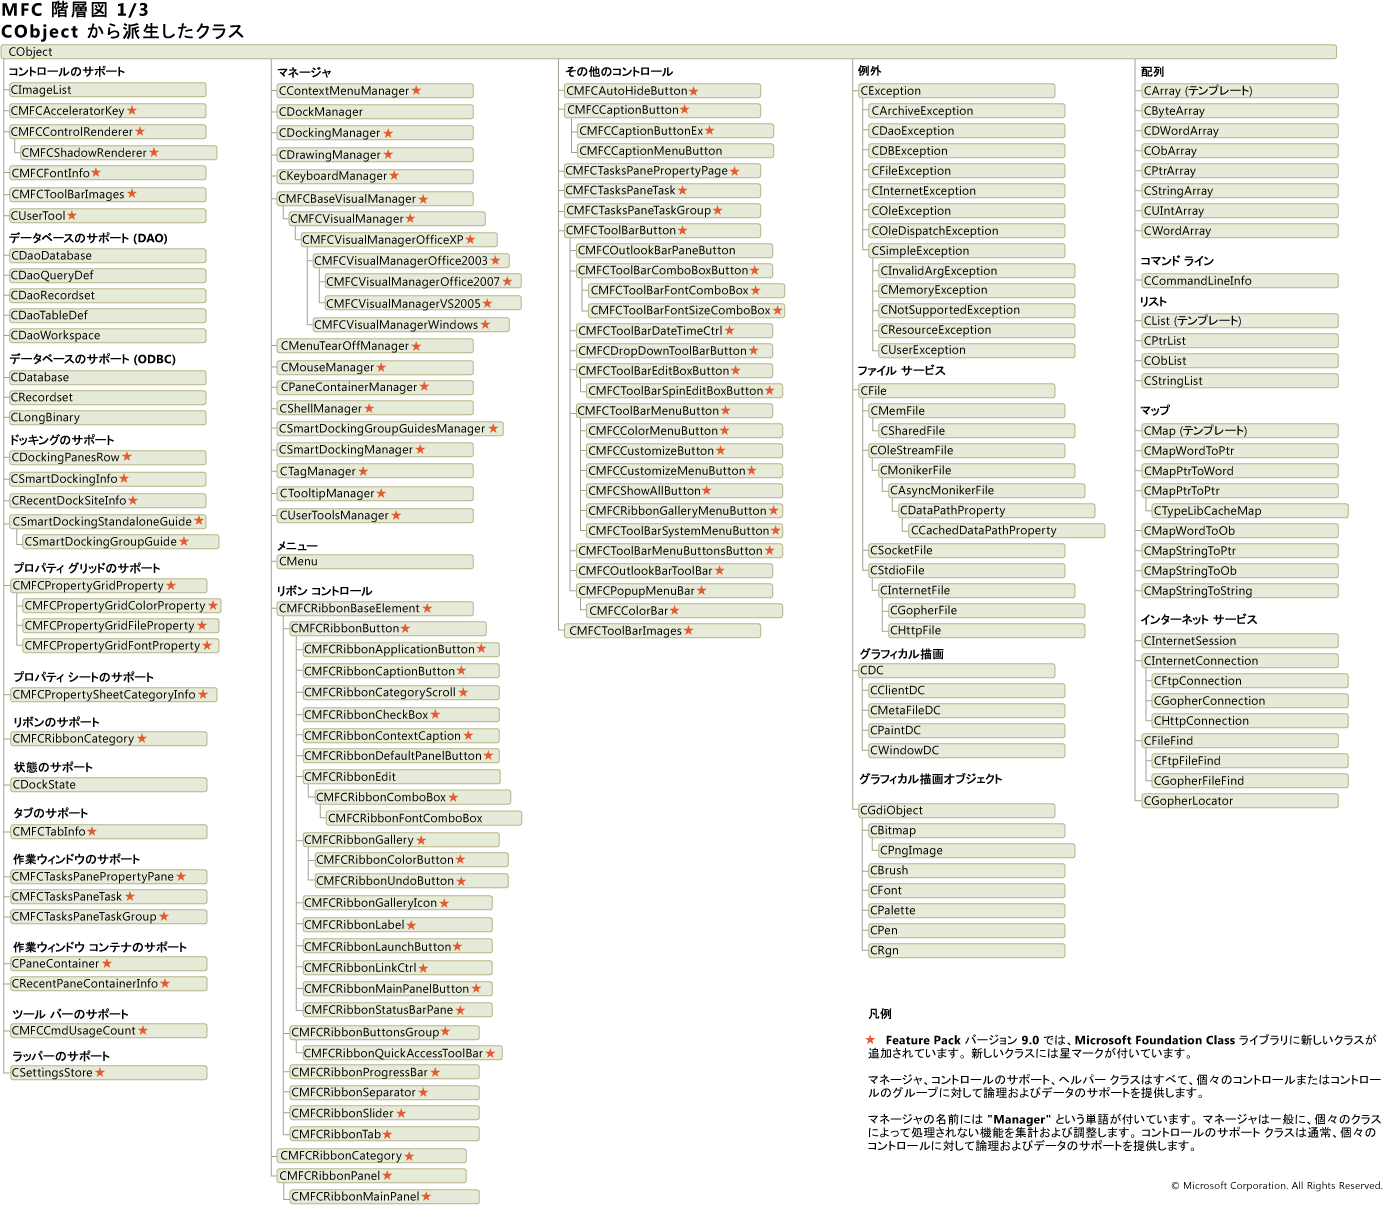 MFC 階層図 1/3
CObject から派生したクラス
CObject
コントロールのサポート
CImageList
CMFCAcceleratorKey ★
CMFCControlRenderer ★
CMFCShadowRenderer ★
CMFCFontInfo ★
CMFCToolBarImages ★
CUserTool ★
データベースのサポート (DAO)
CDaoDatabase
CDaoQueryDef
CDaoRecordset
CDaoTableDef
CDaoWorkspace
データベースのサポート (ODBC)
CDatabase
CRecordset
CLongBinary
ドッキングのサポート
CDockingPanesRow ★
CSmartDockingInfo ★
CRecentDockSiteInfo ★
CSmartDockingStandaloneGuide ★
CSmartDockingGroupGuide ★
プロパティ グリッドのサポート
CMFCPropertyGridProperty ★
CMFCPropertyGridColorProperty ★
CMFCPropertyGridFileProperty ★
CMFCPropertyGridFontProperty ★
プロパティ シートのサポート
CMFCPropertySheetCategoryInfo ★
リボンのサポート
CMFCRibbonCategory ★
状態のサポート
CDockState
タブのサポート
CMFCTabInfo ★
作業ウィンドウのサポート
CMFCTasksPanePropertyPane ★
CMFCTasksPaneTask ★
CMFCTasksPaneTaskGroup ★
作業ウィンドウ コンテナのサポート
CPaneContainer ★
CRecentPaneContainerInfo ★
ツール バーのサポート
CMFCCmdUsageCount ★
ラッパーのサポート
CSettingsStore ★
マネージャ
CContextMenuManager ★
CDockManager
CDockingManager ★
CDrawingManager ★
CKeyboardManager ★
CMFCBaseVisualManager ★
CMFCVisualManager ★
CMFCVisualManagerOfficeXP ★
CMFCVisualManagerOffice2003 ★
CMFCVisualManagerOffice2007 ★
CMFCVisualManagerVS2005 ★
CMFCVisualManagerWindows ★
CMenuTearOffManager ★
CMouseManager ★
CPaneContainerManager ★
CShellManager ★
CSmartDockingGroupGuidesManager ★
CSmartDockingManager ★
CTagManager ★
CTooltipManager ★
CUserToolsManager ★
メニュー
CMenu
リボン コントロール
CMFCRibbonBaseElement ★
CMFCRibbonButton ★
CMFCRibbonApplicationButton ★
CMFCRibbonCaptionButton ★
CMFCRibbonCategoryScroll ★
CMFCRibbonCheckBox ★
CMFCRibbonContextCaption ★
CMFCRibbonDefaultPanelButton ★
CMFCRibbonEdit
CMFCRibbonComboBox ★
CMFCRibbonFontComboBox
CMFCRibbonGallery ★
CMFCRibbonColorButton ★
CMFCRibbonUndoButton ★
CMFCRibbonGalleryIcon ★
CMFCRibbonLabel ★
CMFCRibbonLaunchButton ★
CMFCRibbonLinkCtrl ★
CMFCRibbonMainPanelButton ★
CMFCRibbonStatusBarPane ★
CMFCRibbonButtonsGroup ★
CMFCRibbonQuickAccessToolBar ★
CMFCRibbonProgressBar ★
CMFCRibbonSeparator ★
CMFCRibbonSlider ★
CMFCRibbonTab ★
CMFCRibbonCategory ★
CMFCRibbonPanel ★
CMFCRibbonMainPanel ★
その他のコントロール
CMFCAutoHideButton ★
CMFCCaptionButton ★
CMFCCaptionButtonEx ★
CMFCCaptionMenuButton
CMFCTasksPanePropertyPage ★
CMFCTasksPaneTask ★
CMFCTasksPaneTaskGroup ★
CMFCToolBarButton ★
CMFCOutlookBarPaneButton
CMFCToolBarComboBoxButton ★
CMFCToolBarFontComboBox ★
CMFCToolBarFontSizeComboBox ★
CMFCToolBarDateTimeCtrl ★
CMFCDropDownToolBarButton ★
CMFCToolBarEditBoxButton ★
CMFCToolBarSpinEditBoxButton ★
CMFCToolBarMenuButton ★
CMFCColorMenuButton ★
CMFCCustomizeButton ★
CMFCCustomizeMenuButton ★
CMFCShowAllButton ★
CMFCRibbonGalleryMenuButton ★
CMFCToolBarSystemMenuButton ★
CMFCToolBarMenuButtonsButton ★
CMFCOutlookBarToolBar ★
CMFCPopupMenuBar ★
CMFCColorBar ★
CMFCToolBarImages ★
例外
CException
CArchiveException
CDaoException
CDBException
CFileException
CInternetException
COleException
COleDispatchException
CSimpleException
CInvalidArgException
CMemoryException
CNotSupportedException
CResourceException
CUserException
ファイル サービス
CFile
CMemFile
CSharedFile
COleStreamFile
CMonikerFile
CAsyncMonikerFile
CDataPathProperty
CCachedDataPathProperty
CSocketFile
CStdioFile
CInternetFile
CGopherFile
CHttpFile
グラフィカル描画
CDC
CClientDC
CMetaFileDC
CPaintDC
CWindowDC
グラフィカル描画オブジェクト
CGdiObject
CBitmap
CPngImage
CBrush
CFont
CPalette
CPen
CRgn
配列
CArray (テンプレート)
CByteArray
CDWordArray
CObArray
CPtrArray
CStringArray
CUIntArray
CWordArray
コマンド ライン
CCommandLineInfo
リスト
CList (テンプレート)
CPtrList
CObList
CStringList
マップ
CMap (テンプレート)
CMapWordToPtr
CMapPtrToWord
CMapPtrToPtr
CTypeLibCacheMap
CMapWordToOb
CMapStringToPtr
CMapStringToOb
CMapStringToString
インターネット サービス
CInternetSession
CInternetConnection
CFtpConnection
CGopherConnection
CHttpConnection
CFileFind
CFtpFileFind
CGopherFileFind
CGopherLocator
凡例
★ Feature Pack バージョン 9.0 では、Microsoft Foundation Class ライブラリに新しいクラスが
追加されています。新しいクラスには星マークが付いています。
マネージャ、コントロールのサポート、ヘルパー クラスはすべて、個々のコントロールまたはコントロー
ルのグループに対して論理およびデータのサポートを提供します。
マネージャの名前には "Manager" という単語が付いています。マネージャは一般に、個々のクラス
によって処理されない機能を集計および調整します。コントロールのサポート クラスは通常、個々の
コントロールに対して論理およびデータのサポートを提供します。
© Microsoft Corporation. All Rights Reserved.